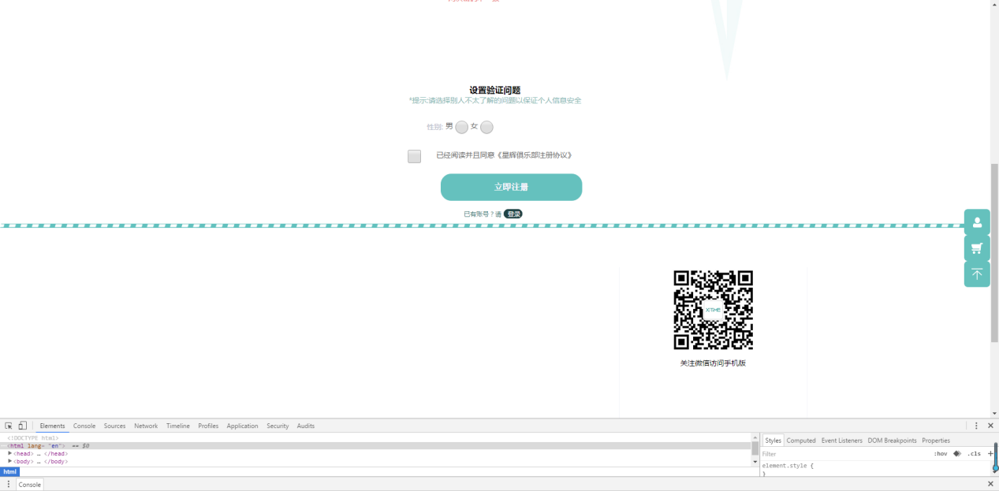 设置验证问题
*提示:请选择别人不太了解的问题以保证个人信息安全
性别: 男 女
已经阅读并且同意《星辉俱乐部注册协议》
立即注册
已有账号？请 登录
XITIME
关注微信访问手机版
Elements Console Sources Network Timeline Profiles Application Security Audits
<!DOCTYPE html>
<html lang="en"> == $0
<head> … </head>
<body> … </body>
html
Styles Computed Event Listeners DOM Breakpoints Properties
Filter :hov .cls +
element.style {
}
Console